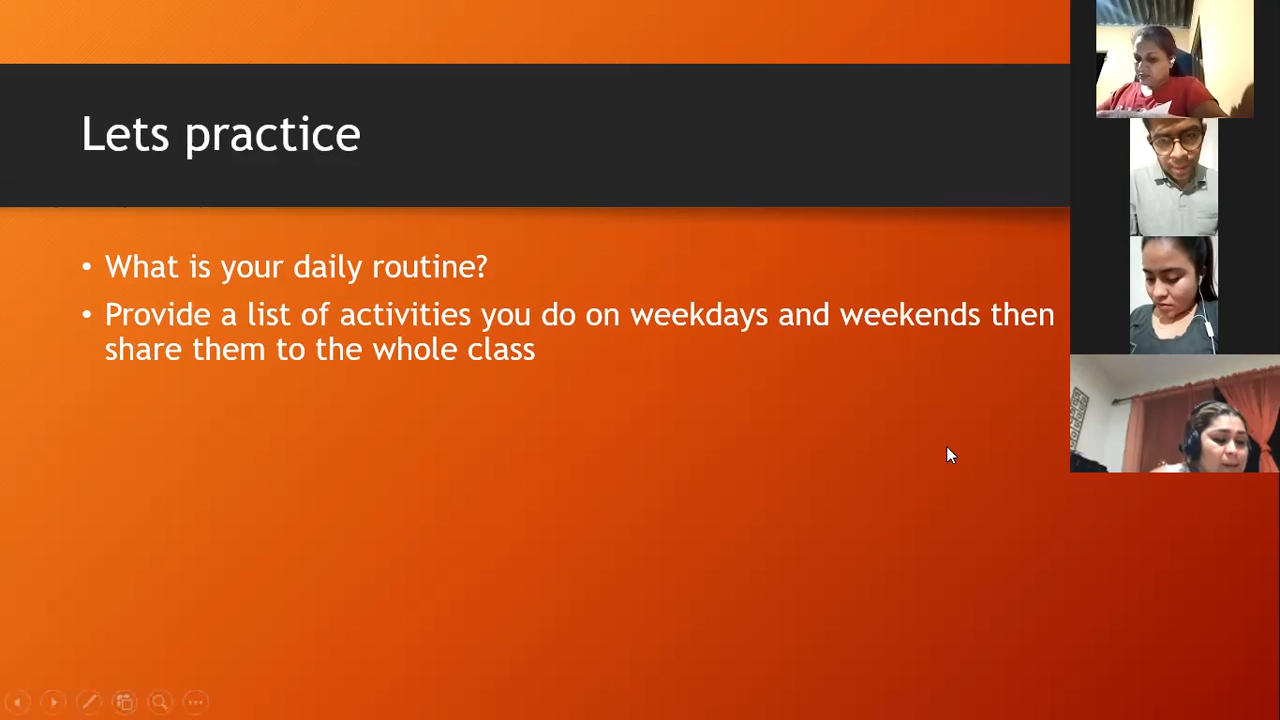 Lets practice
• What is your daily routine?
• Provide a list of activities you do on weekdays and weekends then
share them to the whole class